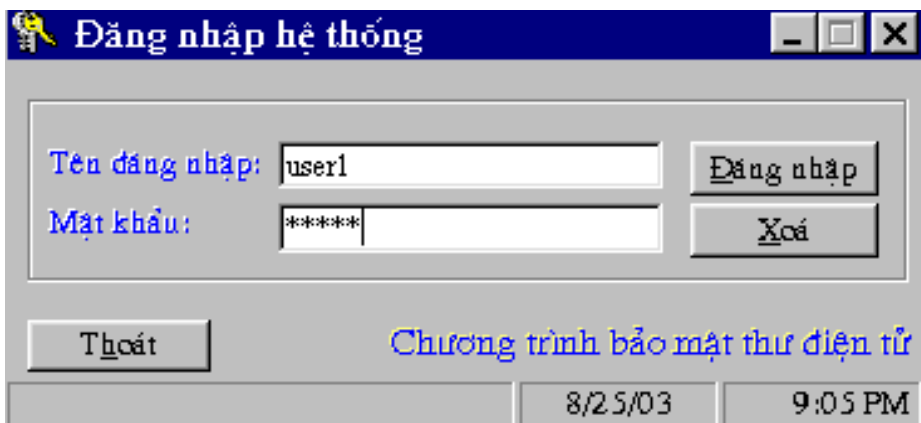 Đăng nhập hệ thống
Tên đăng nhập: user1 Đăng nhập
Mật khẩu: ***** Xoá
Thoát Chương trình bảo mật thư điện tử
8/25/03 9:05 PM